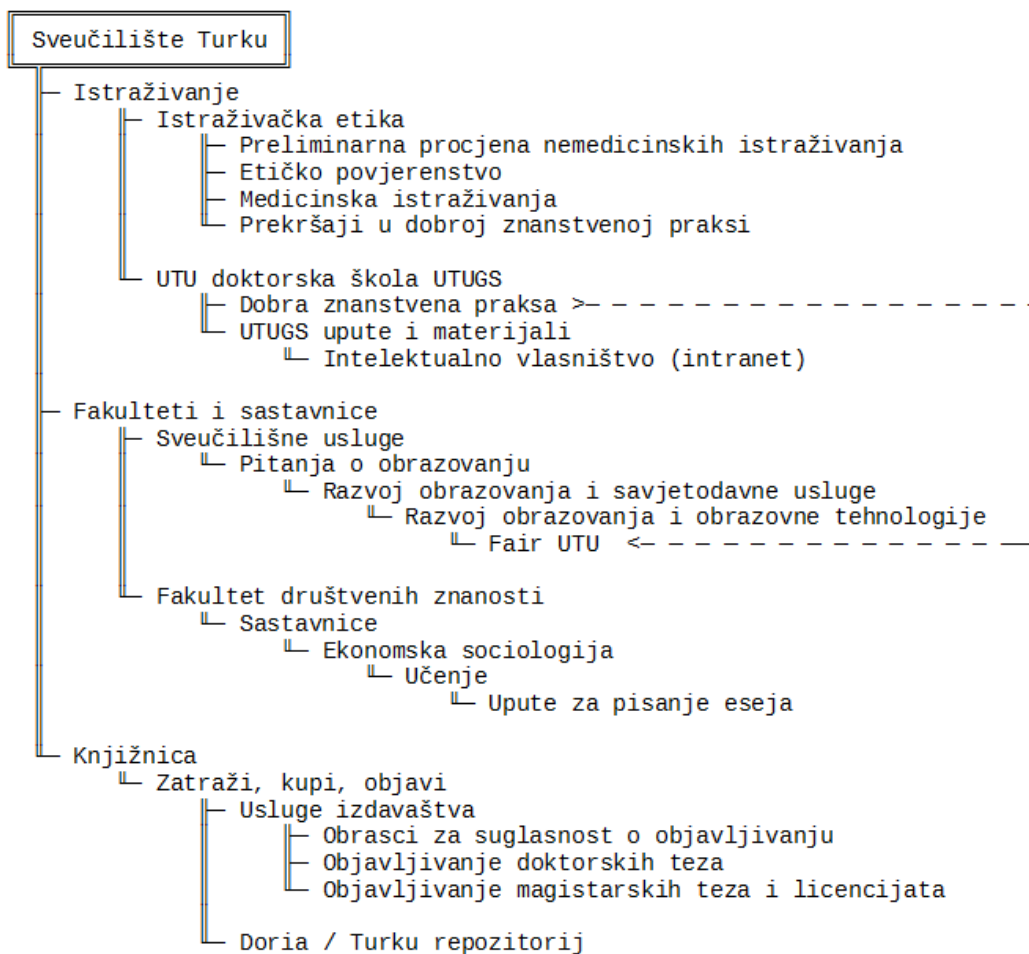 Sveučilište Turku
Istraživanje
Istraživačka etika
Preliminarna procjena nemedicinskih istraživanja
Etičko povjerenstvo
Medicinska istraživanja
Prekršaji u dobroj znanstvenoj praksi
UTU doktorska škola UTUGS
Dobra znanstvena praksa >
UTUGS upute i materijali
Intelektualno vlasništvo (intranet)
Fakulteti i sastavnice
Sveučilišne usluge
Pitanja o obrazovanju
Razvoj obrazovanja i savjetodavne usluge
Razvoj obrazovanja i obrazovne tehnologije
Fair UTU <
Fakultet društvenih znanosti
Sastavnice
Ekonomska sociologija
Učenje
Upute za pisanje eseja
Knjižnica
Zatraži, kupi, objavi
Usluge izdavaštva
Obrasci za suglasnost o objavljivanju
Objavljivanje doktorskih teza
Objavljivanje magistarskih teza i licencijata
Doria / Turku repozitorij